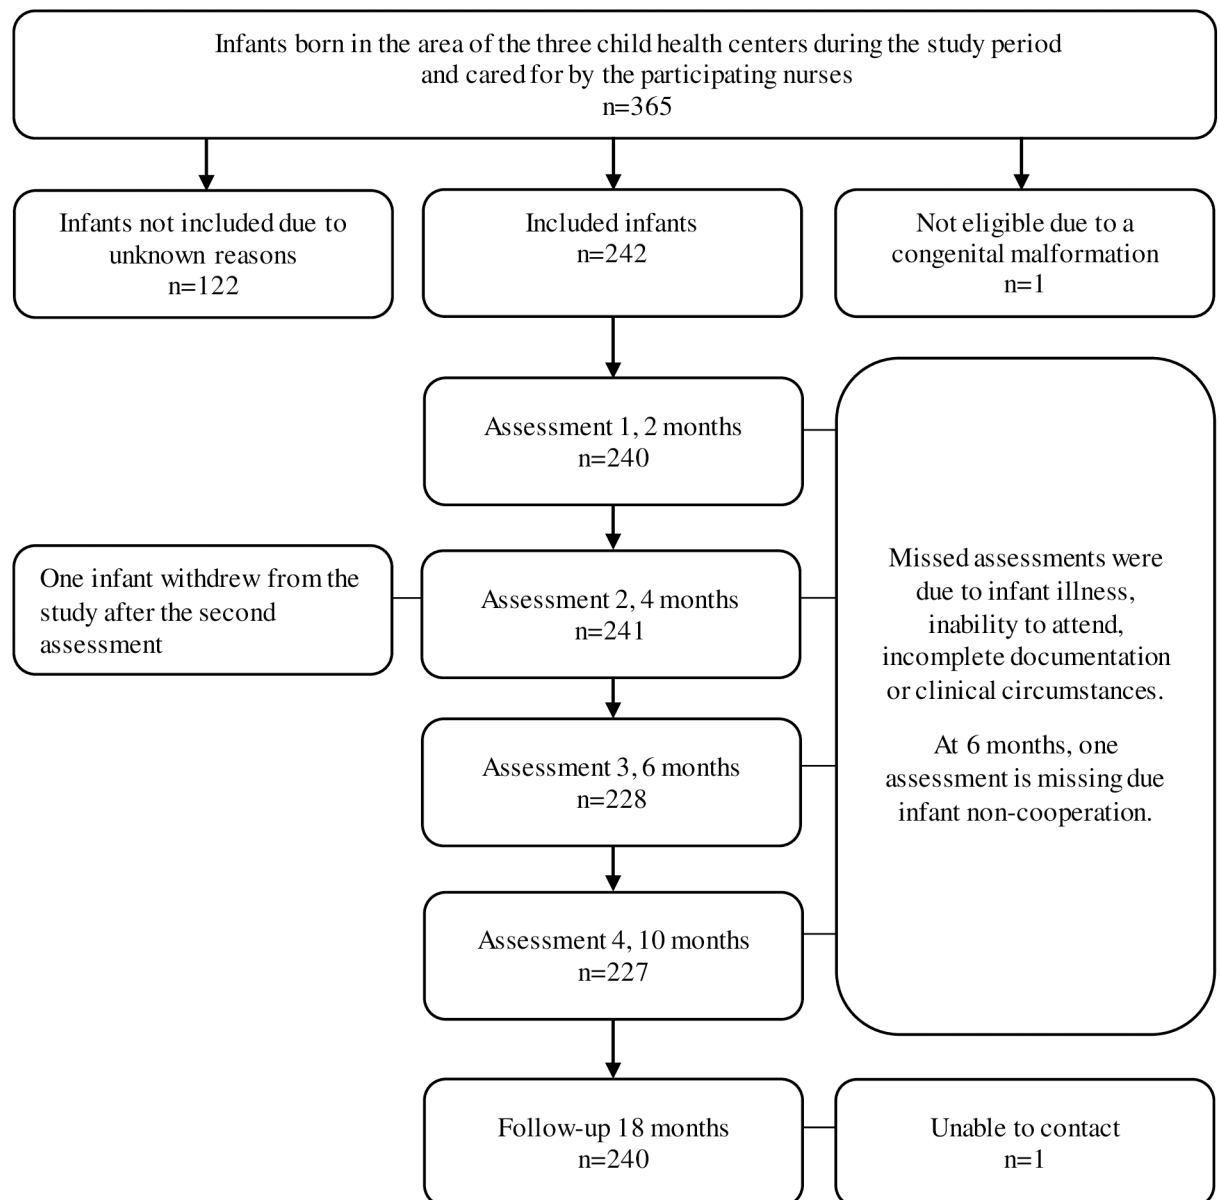 Infants born in the area of the three child health centers during the study period
and cared for by the participating nurses
n=365
Infants not included due to
unknown reasons
n=122
Included infants
n=242
Not eligible due to a
congenital malformation
n=1
Assessment 1, 2 months
n=240
One infant withdrew from the
study after the second
assessment
Assessment 2, 4 months
n=241
Missed assessments were
due to infant illness,
inability to attend,
incomplete documentation
or clinical circumstances.
At 6 months, one
assessment is missing due
infant non-cooperation.
Assessment 3, 6 months
n=228
Assessment 4, 10 months
n=227
Follow-up 18 months
n=240
Unable to contact
n=1